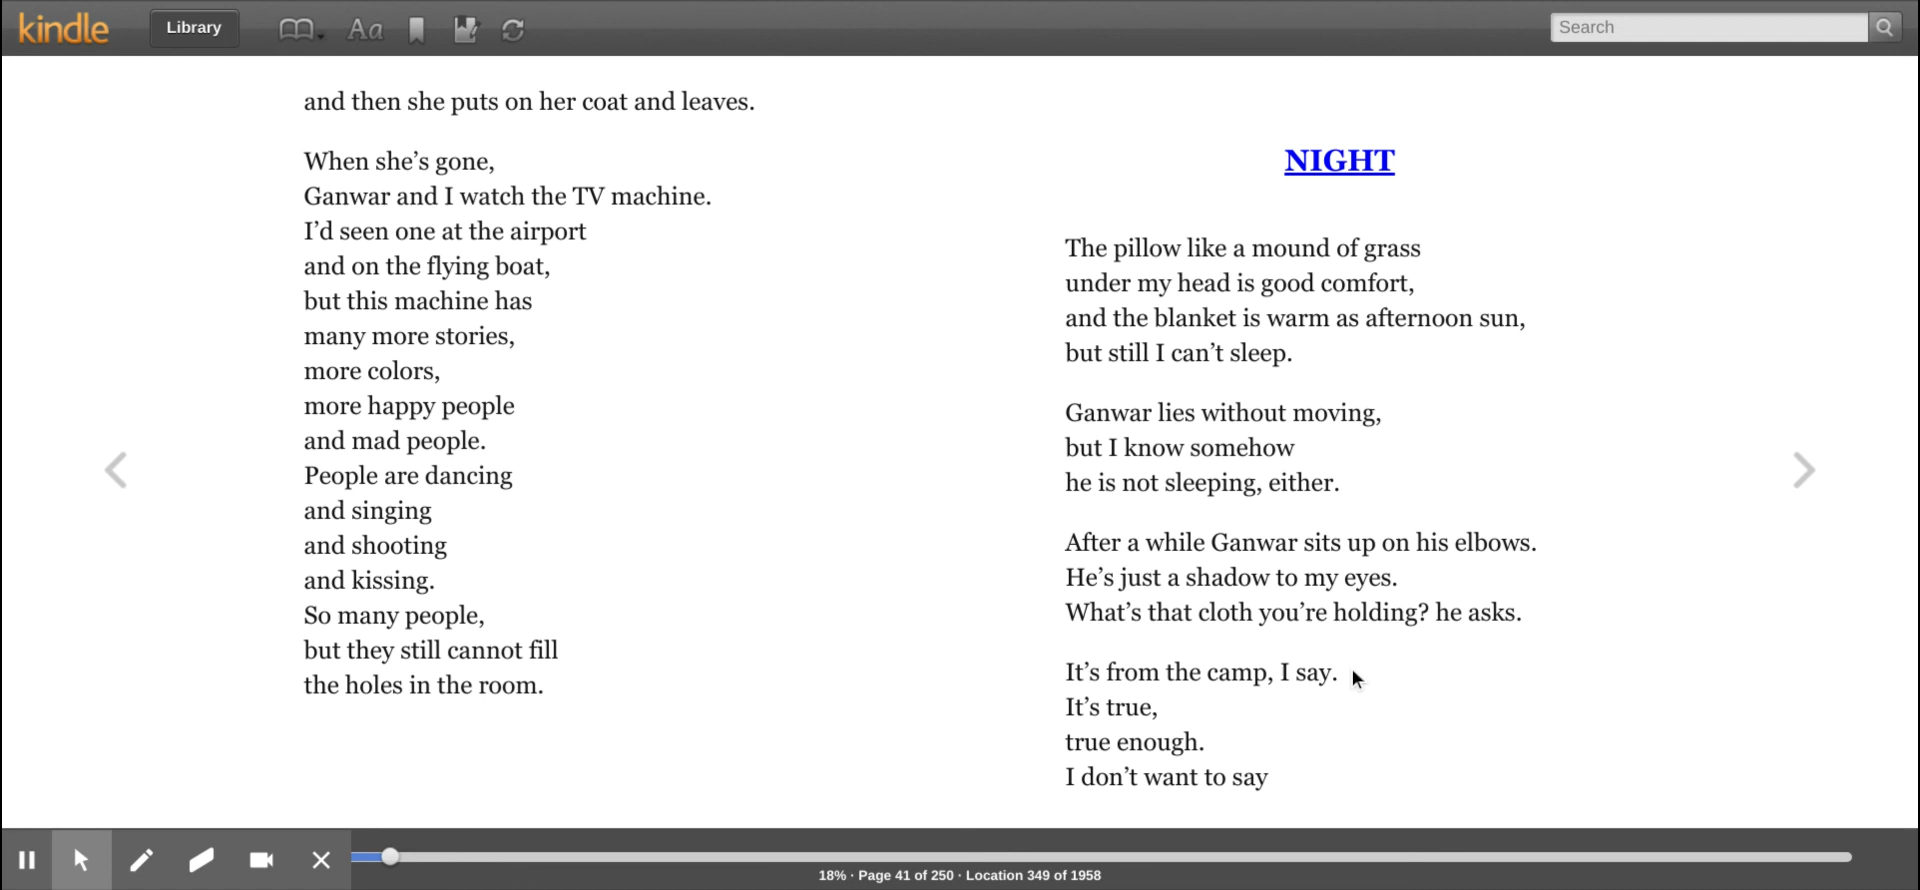 kindle
Library
Aa
Search
and then she puts on her coat and leaves.
When she’s gone,
Ganwar and I watch the TV machine.
I’d seen one at the airport
and on the flying boat,
but this machine has
many more stories,
more colors,
more happy people
and mad people.
People are dancing
and singing
and shooting
and kissing.
So many people,
but they still cannot fill
the holes in the room.
NIGHT
The pillow like a mound of grass
under my head is good comfort,
and the blanket is warm as afternoon sun,
but still I can’t sleep.
Ganwar lies without moving,
but I know somehow
he is not sleeping, either.
After a while Ganwar sits up on his elbows.
He’s just a shadow to my eyes.
What’s that cloth you’re holding? he asks.
It’s from the camp, I say.
It’s true,
true enough.
I don’t want to say
18% · Page 41 of 250 · Location 349 of 1958